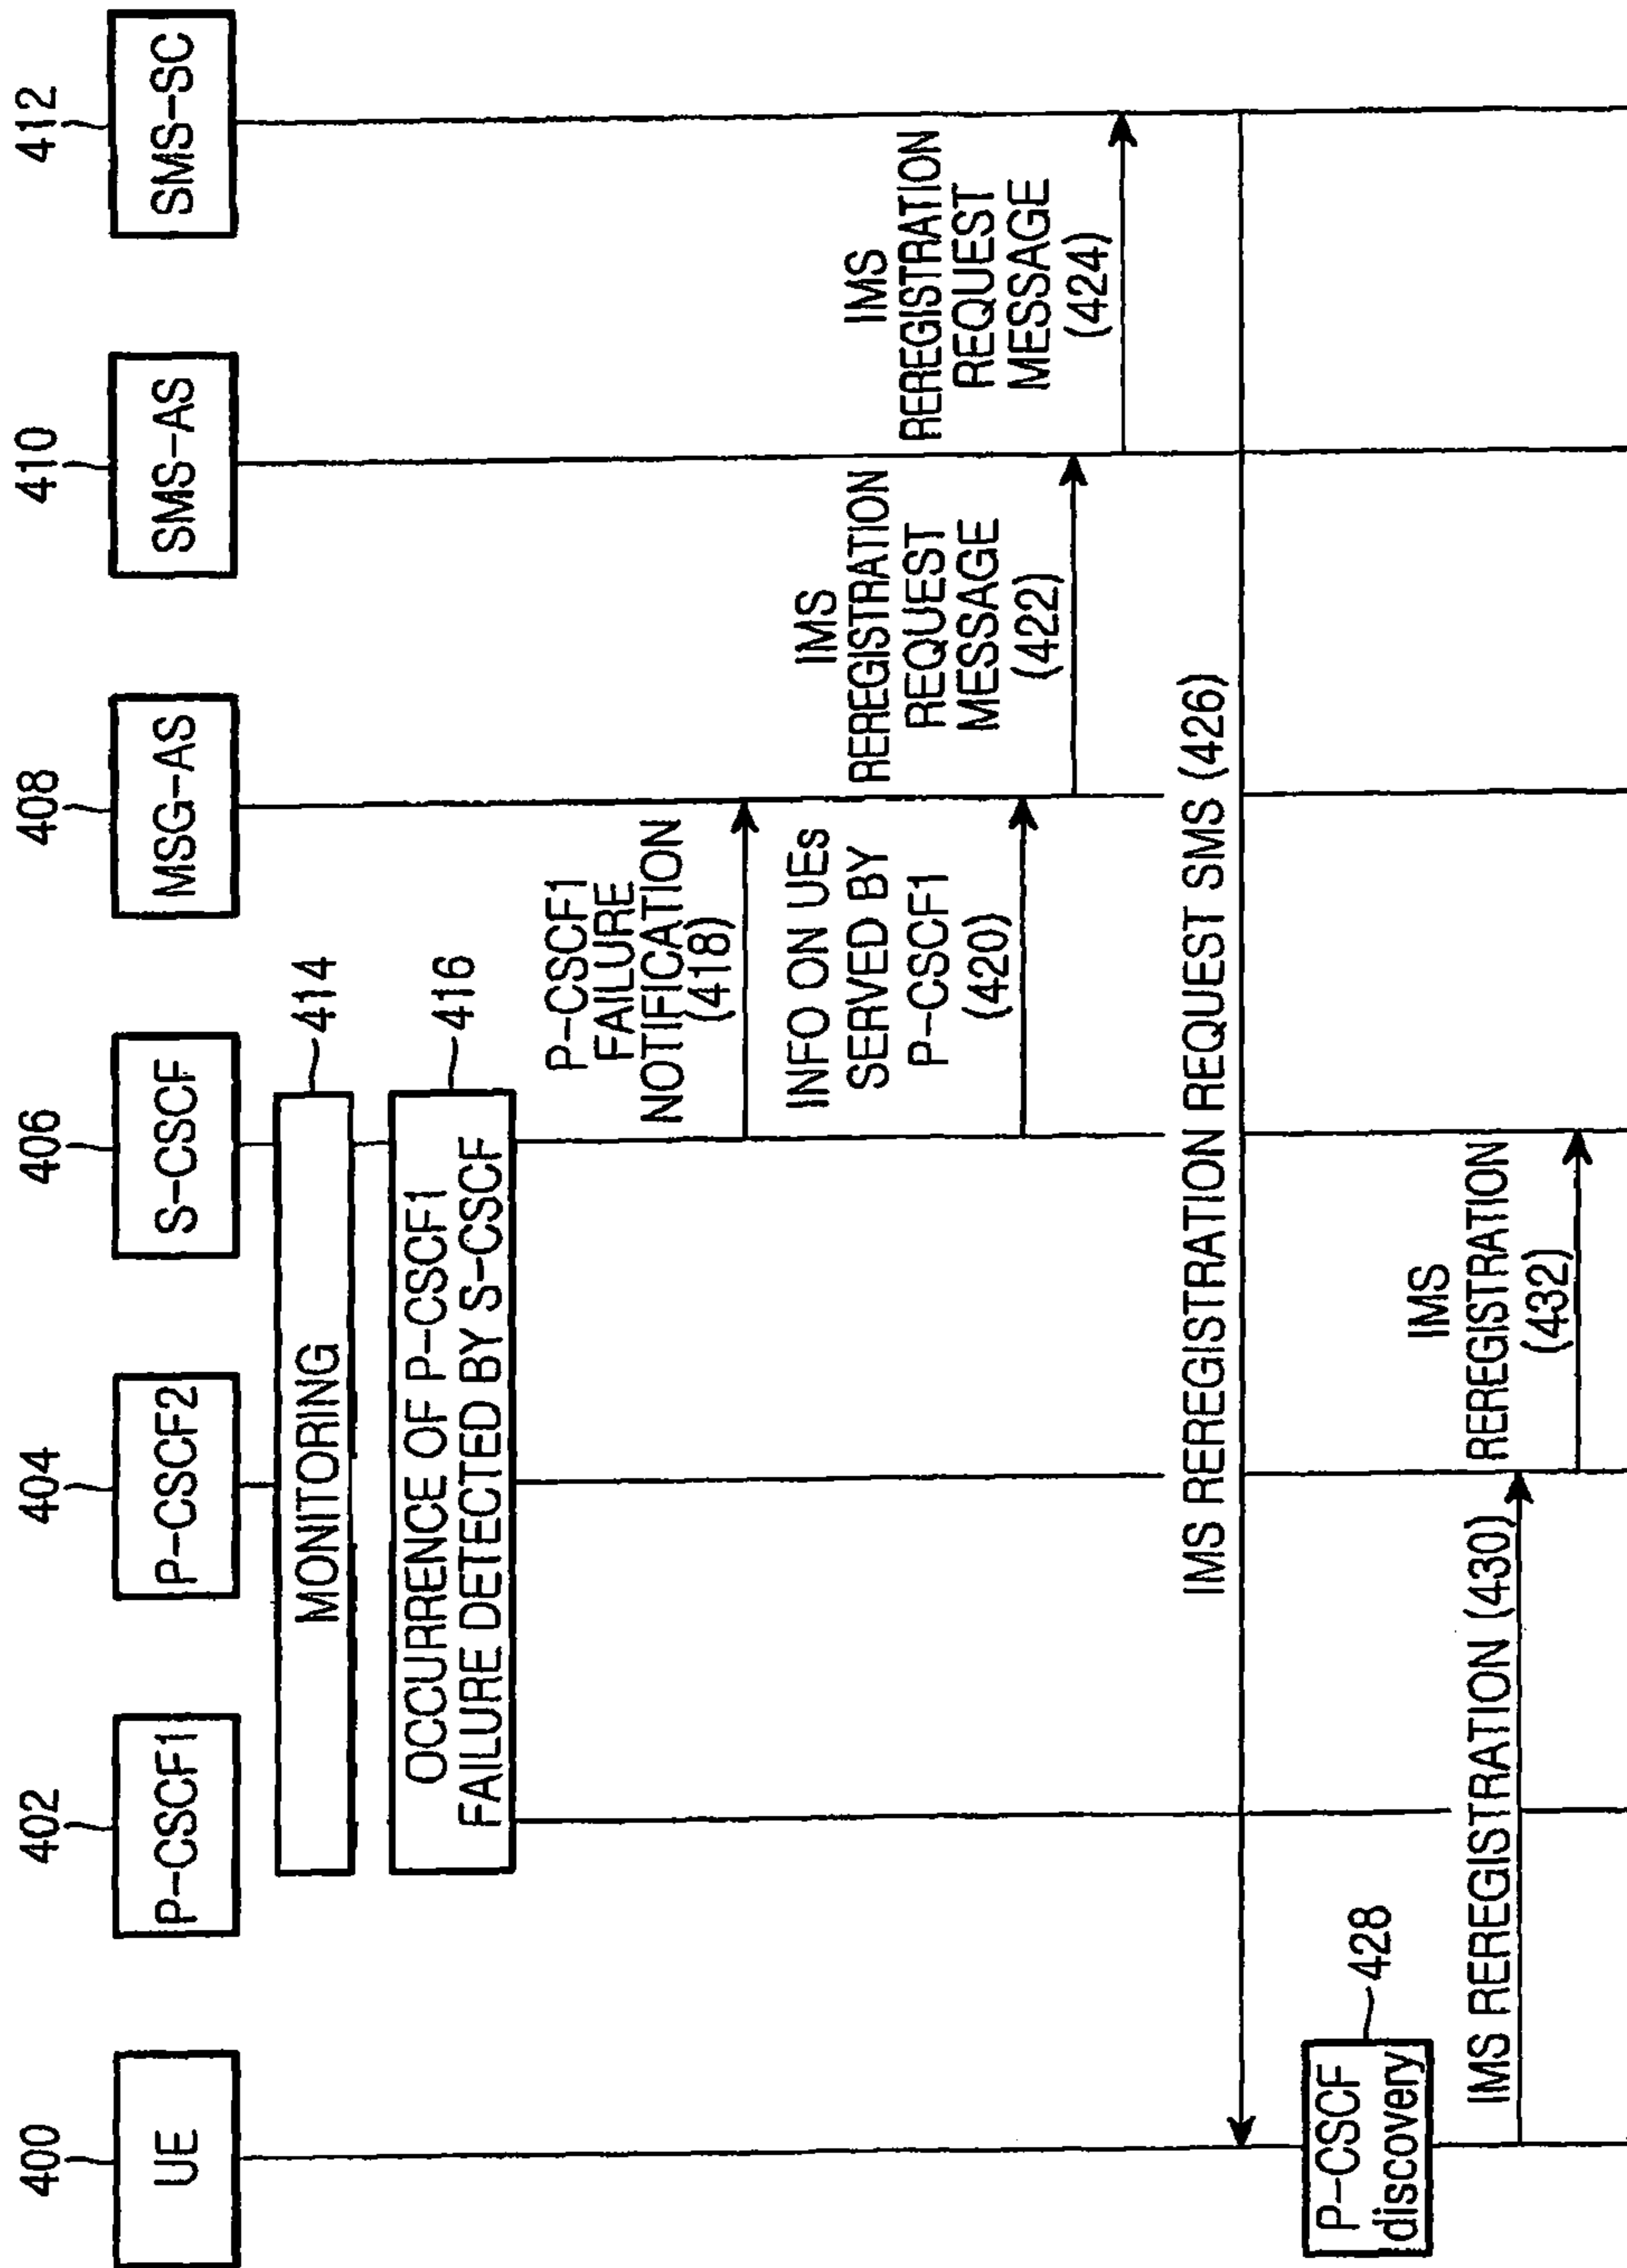 400
402
404
406
408
410
412
UE
P-CSCF1
P-CSCF2
S-CSCF
MSG-AS
SMS-AS
SMS-SC
MONITORING
414
OCCURRENCE OF P-CSCF1
FAILURE DETECTED BY S-CSCF
416
P-CSCF1
FAILURE
NOTIFICATION
(418)
INFO ON UEs
SERVED BY
P-CSCF1
(420)
IMS
REREGISTRATION
REQUEST
MESSAGE
(422)
IMS
REREGISTRATION
REQUEST
MESSAGE
(424)
IMS REREGISTRATION REQUEST SMS (426)
P-CSCF
discovery
428
IMS REREGISTRATION (430)
IMS
REREGISTRATION
(432)